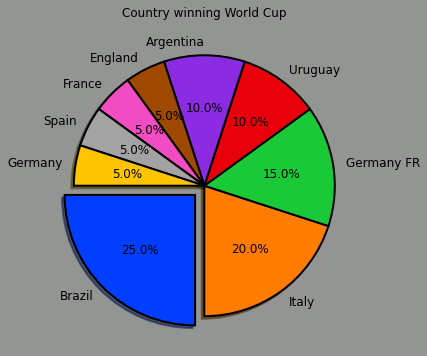 Country winning World Cup
Argentina
England
Uruguay
France
5.0%
10.0%
10.0%
5.0%
Spain
5.0%
Germany
5.0%
15.0%
Germany FR
25.0%
20.0%
Brazil
Italy